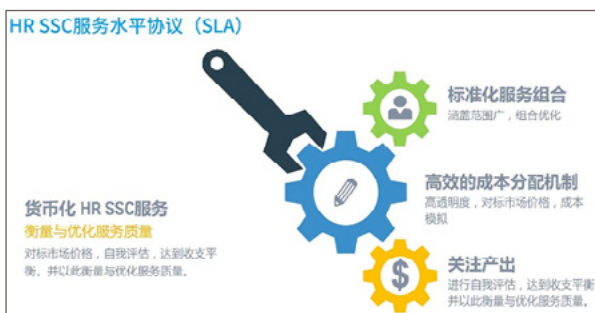 HR SSC服务水平协议（SLA）
标准化服务组合
涵盖范围广，组合优化
高效的成本分配机制
高透明度，对标市场价格，成本
模拟
货币化 HR SSC服务
衡量与优化服务质量
对标市场价格，自我评估，达到收支平
衡。并以此衡量与优化服务质量。
关注产出
进行自我评估，达到收支平衡
并以此衡量与优化服务质量。
$